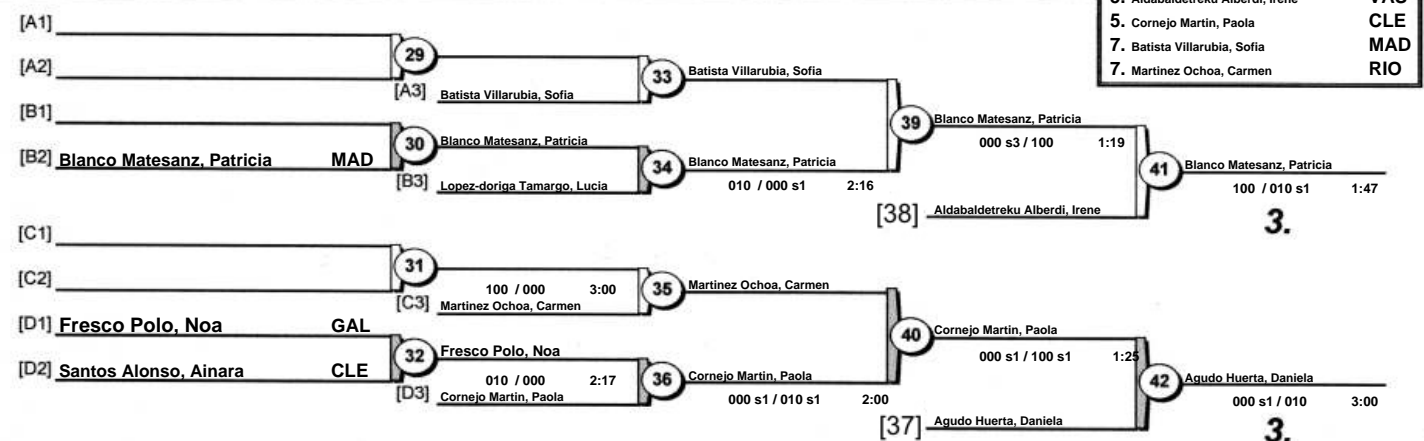 5. Aldabaldetreku Alberdi, Irene VAS
5. Cornejo Martin, Paola CLE
7. Batista Villarubia, Sofia MAD
7. Martinez Ochoa, Carmen RIO
[A1]
29
[A2]
33 Batista Villarubia, Sofia
[A3] Batista Villarubia, Sofia
[B1]
39 Blanco Matesanz, Patricia
000 s3 / 100 1:19
30 Blanco Matesanz, Patricia
[B2] Blanco Matesanz, Patricia MAD
34 Blanco Matesanz, Patricia
41 Blanco Matesanz, Patricia
[B3] Lopez-doriga Tamargo, Lucia
010 / 000 s1 2:16
100 / 010 s1 1:47
[38] Aldabaldetreku Alberdi, Irene
3.
[C1]
31
[C2]
100 / 000 3:00
35 Martinez Ochoa, Carmen
[C3] Martinez Ochoa, Carmen
[D1] Fresco Polo, Noa GAL
40 Cornejo Martin, Paola
32 Fresco Polo, Noa
000 s1 / 100 s1 1:25
[D2] Santos Alonso, Ainara CLE
010 / 000 2:17
36 Cornejo Martin, Paola
42 Agudo Huerta, Daniela
[D3] Cornejo Martin, Paola
000 s1 / 010 s1 2:00
000 s1 / 010 3:00
[37] Agudo Huerta, Daniela
3.